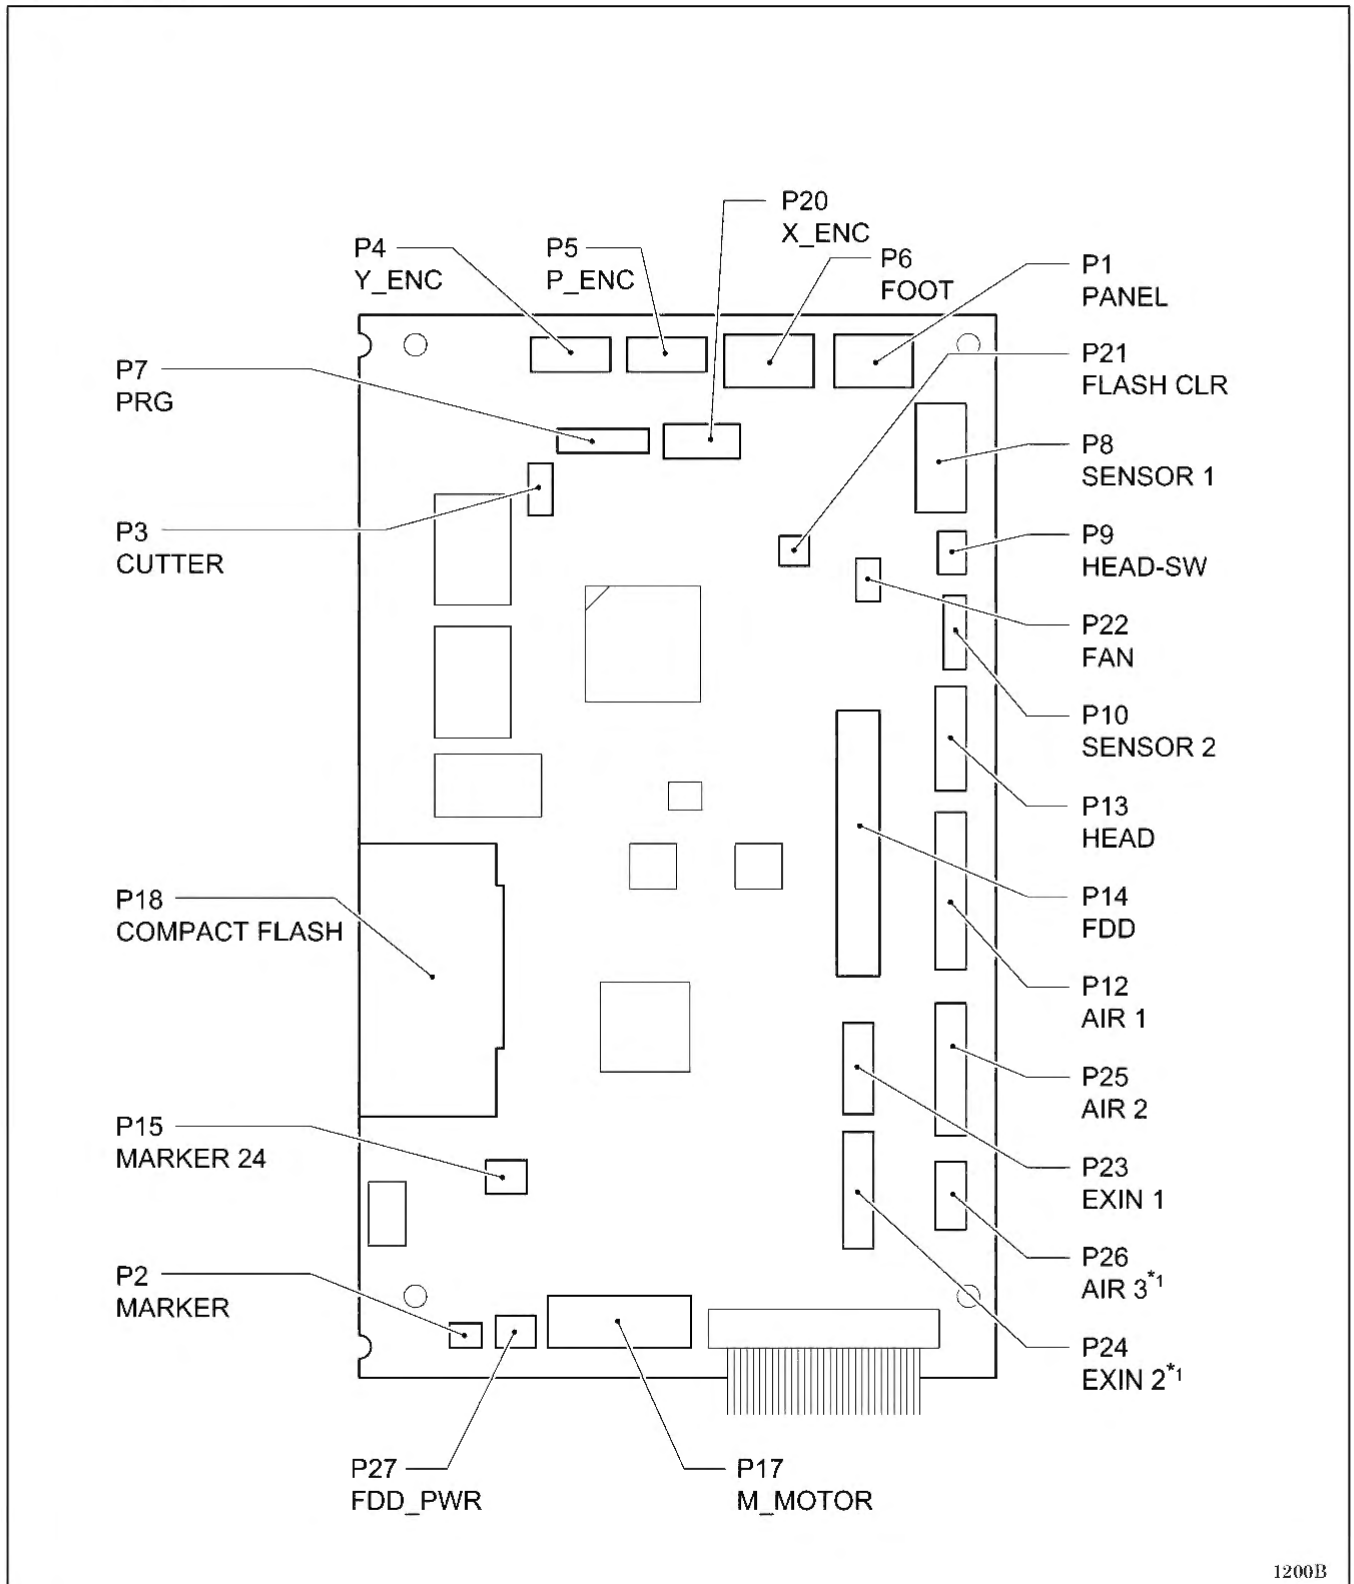 P20
X_ENC
P4
Y_ENC
P5
P_ENC
P6
FOOT
P1
PANEL
P7
PRG
P21
FLASH CLR
P8
SENSOR 1
P3
CUTTER
P9
HEAD-SW
P22
FAN
P10
SENSOR 2
P13
HEAD
P18
COMPACT FLASH
P14
FDD
P12
AIR 1
P25
AIR 2
P15
MARKER 24
P23
EXIN 1
P2
MARKER
P26
AIR 3*1
P24
EXIN 2*1
P27
FDD_PWR
P17
M_MOTOR
1200B